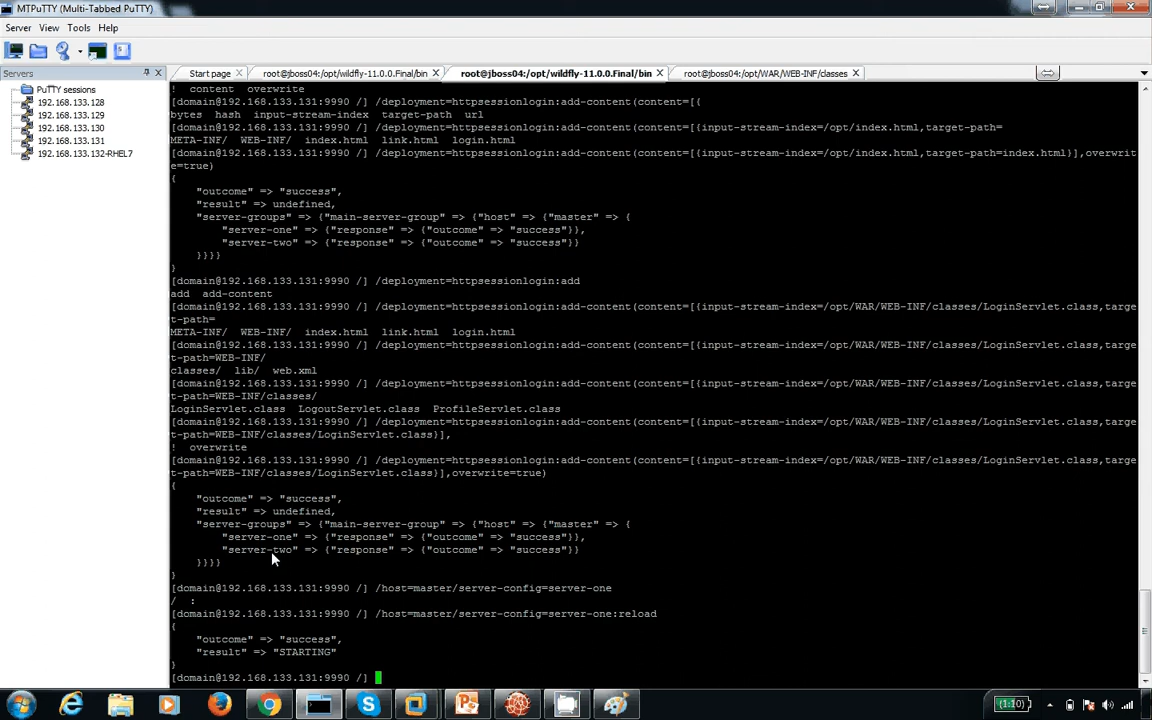 MTPuTTY (Multi-Tabbed PuTTY)
Server View Tools Help
Servers
Start page
root@jboss04:/opt/wildfly-11.0.0.Final/bin
root@jboss04:/opt/wildfly-11.0.0.Final/bin
root@jboss04:/opt/WAR/WEB-INF/classes
PuTTY sessions
192.168.133.128
192.168.133.129
192.168.133.130
192.168.133.131
192.168.133.132-RHEL7
! content overwrite
[domain@192.168.133.131:9990 /] /deployment=httpsessionlogin:add-content(content=[{
bytes hash input-stream-index target-path url
[domain@192.168.133.131:9990 /] /deployment=httpsessionlogin:add-content(content=[{input-stream-index=/opt/index.html,target-path=
META-INF/ WEB-INF/ index.html link.html login.html
[domain@192.168.133.131:9990 /] /deployment=httpsessionlogin:add-content(content=[{input-stream-index=/opt/index.html,target-path=index.html}],overwrit
e=true)
{
"outcome" => "success",
"result" => undefined,
"server-groups" => {"main-server-group" => {"host" => {"master" => {
"server-one" => {"response" => {"outcome" => "success"}},
"server-two" => {"response" => {"outcome" => "success"}}
}}}}
}
[domain@192.168.133.131:9990 /] /deployment=httpsessionlogin:add
add add-content
[domain@192.168.133.131:9990 /] /deployment=httpsessionlogin:add-content(content=[{input-stream-index=/opt/WAR/WEB-INF/classes/LoginServlet.class,targe
t-path=
META-INF/ WEB-INF/ index.html link.html login.html
[domain@192.168.133.131:9990 /] /deployment=httpsessionlogin:add-content(content=[{input-stream-index=/opt/WAR/WEB-INF/classes/LoginServlet.class,targe
t-path=WEB-INF/
classes/ lib/ web.xml
[domain@192.168.133.131:9990 /] /deployment=httpsessionlogin:add-content(content=[{input-stream-index=/opt/WAR/WEB-INF/classes/LoginServlet.class,targe
t-path=WEB-INF/classes/
LoginServlet.class LogoutServlet.class ProfileServlet.class
[domain@192.168.133.131:9990 /] /deployment=httpsessionlogin:add-content(content=[{input-stream-index=/opt/WAR/WEB-INF/classes/LoginServlet.class,targe
t-path=WEB-INF/classes/LoginServlet.class}],
! overwrite
[domain@192.168.133.131:9990 /] /deployment=httpsessionlogin:add-content(content=[{input-stream-index=/opt/WAR/WEB-INF/classes/LoginServlet.class,targe
t-path=WEB-INF/classes/LoginServlet.class}],overwrite=true)
{
"outcome" => "success",
"result" => undefined,
"server-groups" => {"main-server-group" => {"host" => {"master" => {
"server-one" => {"response" => {"outcome" => "success"}},
"server-two" => {"response" => {"outcome" => "success"}}
}}}}
}
[domain@192.168.133.131:9990 /] /host=master/server-config=server-one
/ :
[domain@192.168.133.131:9990 /] /host=master/server-config=server-one:reload
{
"outcome" => "success",
"result" => "STARTING"
}
[domain@192.168.133.131:9990 /]
(1:10)